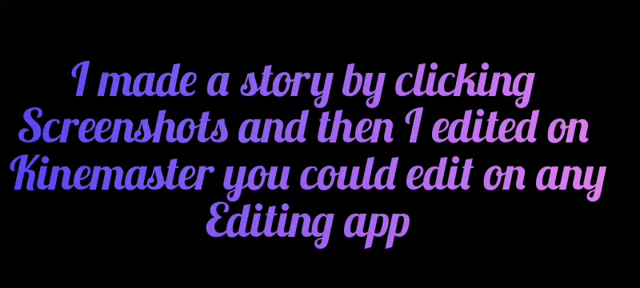 I made a story by clicking
Screenshots and then I edited on
Kinemaster you could edit on any
Editing app